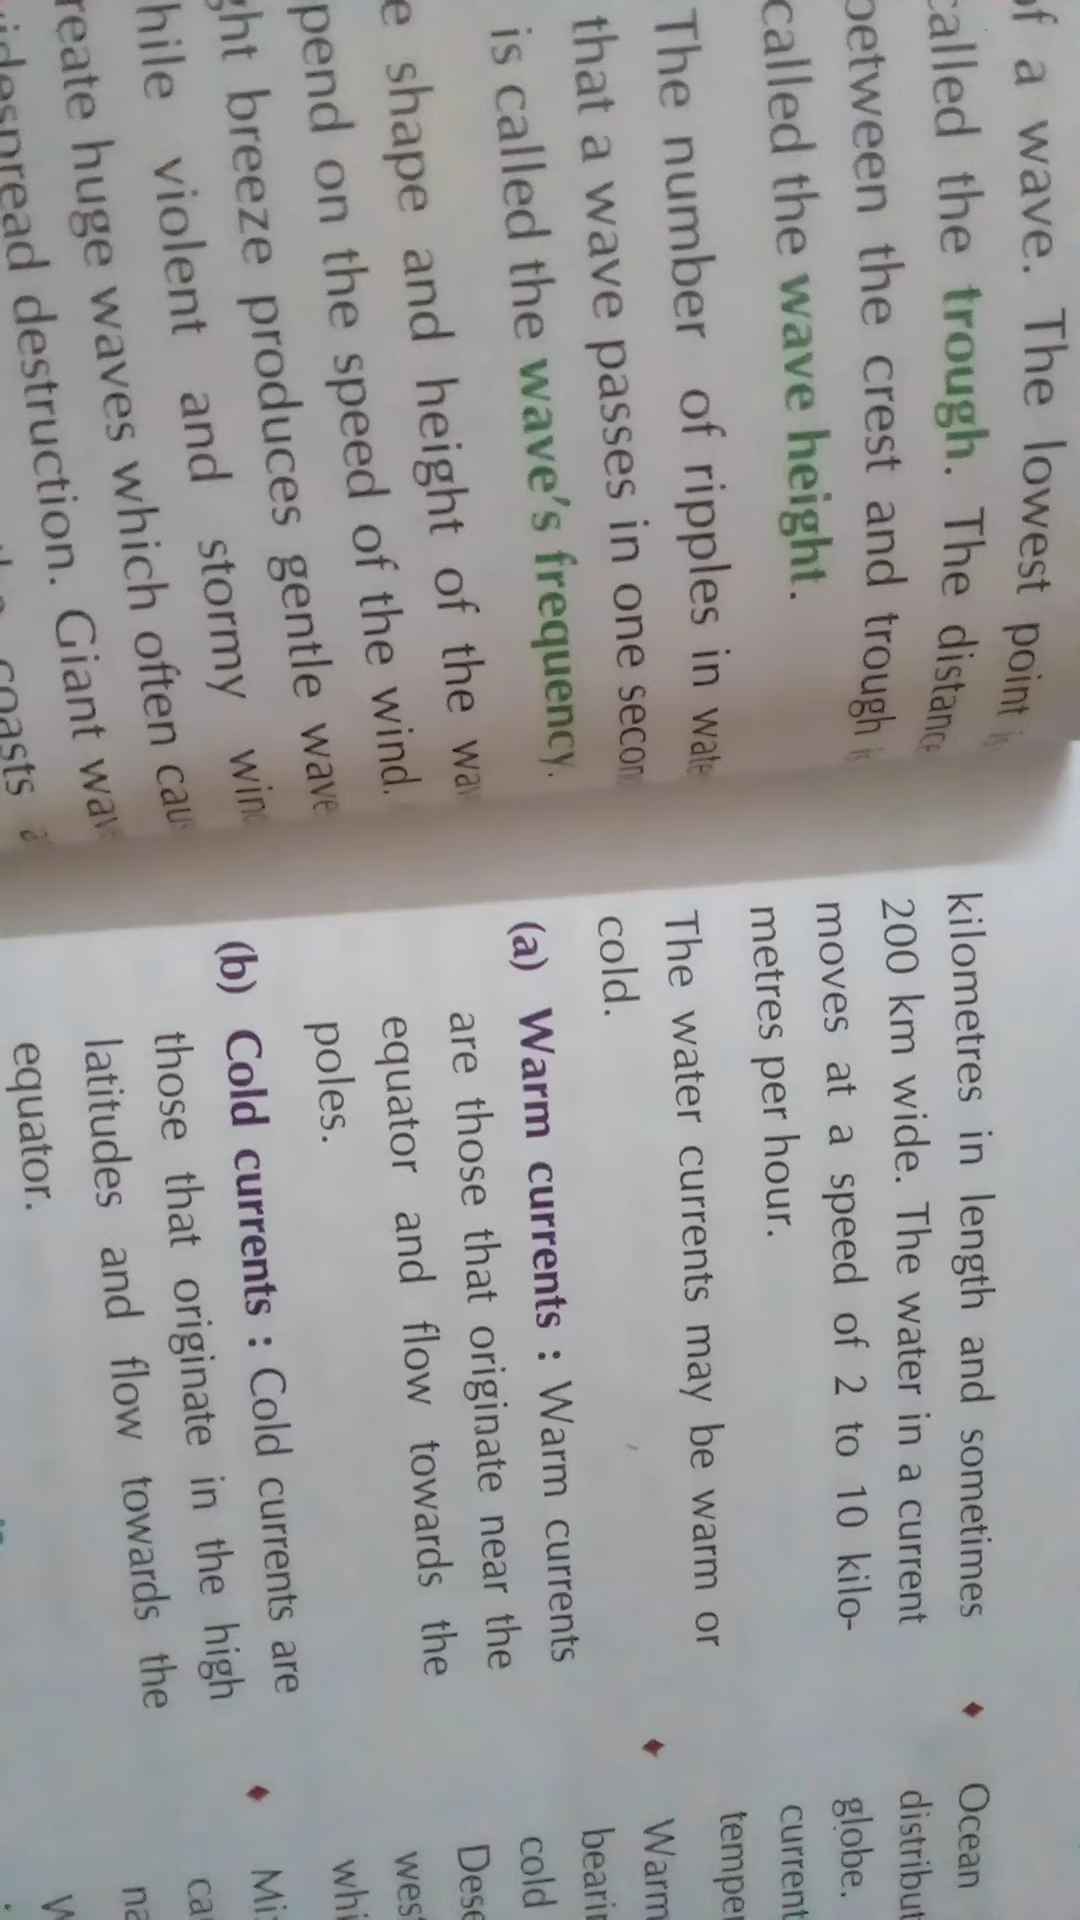 of a wave. The lowest point is
called the trough. The distance
between the crest and trough is
called the wave height.
The number of ripples in wate
that a wave passes in one secon
is called the wave's frequency.
e shape and height of the wav
pend on the speed of the wind.
ght breeze produces gentle wave
hile violent and stormy wind
reate huge waves which often caus
idespread destruction. Giant wave
coasts a
kilometres in length and sometimes
200 km wide. The water in a current
moves at a speed of 2 to 10 kilo-
metres per hour.
The water currents may be warm or
cold.
(a) Warm currents : Warm currents
are those that originate near the
equator and flow towards the
poles.
(b) Cold currents : Cold currents are
those that originate in the high
latitudes and flow towards the
equator.
♦ Ocean
distribut
globe.
current
temper
♦ Warm
bearin
cold
Dese
west
whi
♦ Mi
ca
na
W